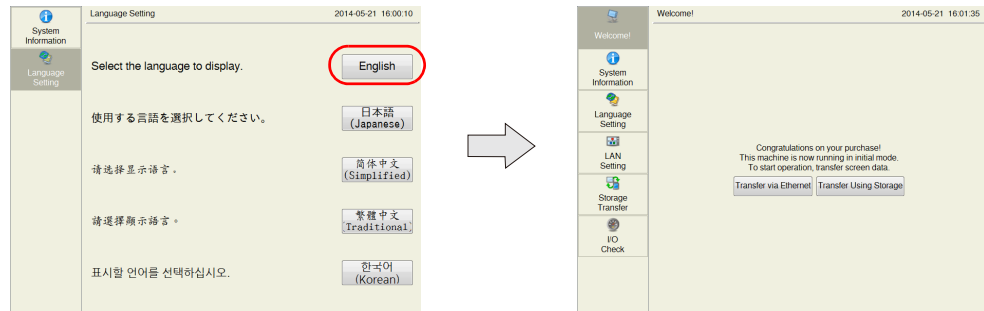 Language Setting 2014-05-21 16:00:10
System
Information
Language
Setting
Select the language to display.
English
使用する言語を選択してください。
日本語
(Japanese)
请选择显示语言。
简体中文
(Simplified)
請選擇顯示語言。
繁體中文
(Traditional)
표시할 언어를 선택하십시오.
한국어
(Korean)
Welcome! 2014-05-21 16:01:35
Welcome!
System
Information
Language
Setting
LAN
Setting
Storage
Transfer
I/O
Check
Congratulations on your purchase!
This machine is now running in initial mode.
To start operation, transfer screen data.
Transfer via Ethernet Transfer Using Storage